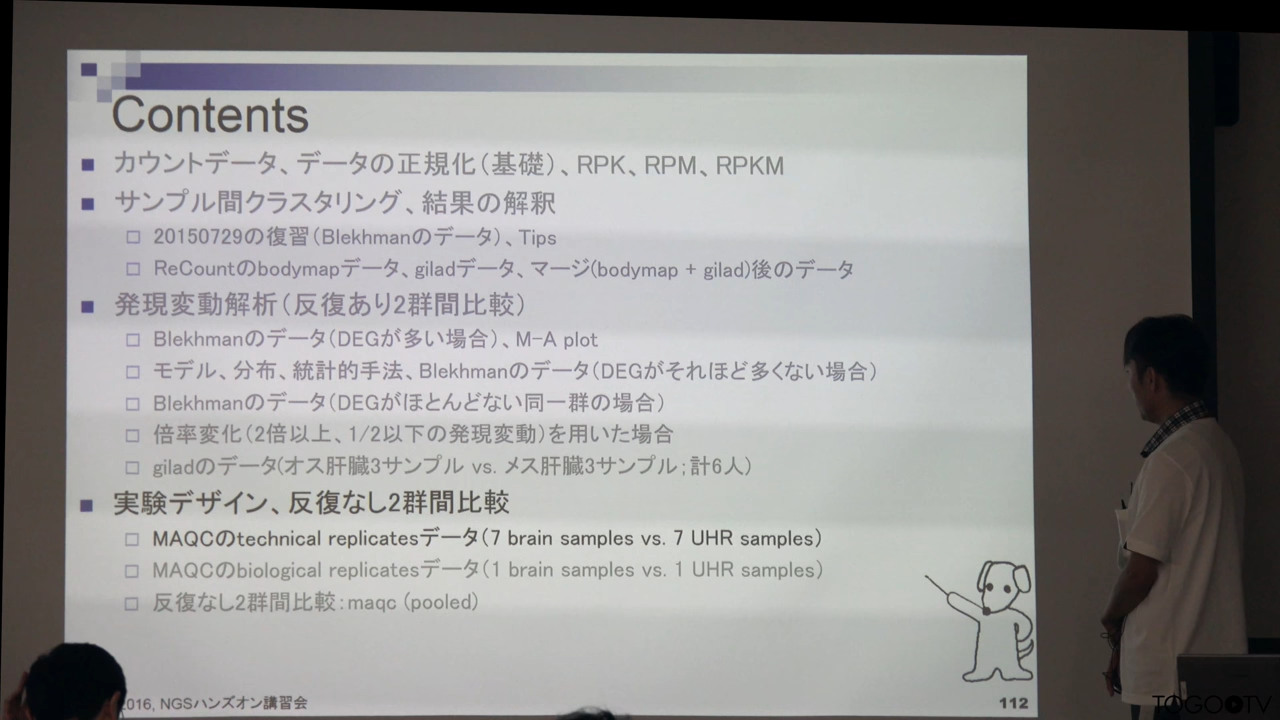 Contents
カウントデータ、データの正規化(基礎)、RPK、RPM、RPKM
サンプル間クラスタリング、結果の解釈
20150729の復習(Blekhmanのデータ)、Tips
ReCountのbodymapデータ、giladデータ、マージ(bodymap + gilad)後のデータ
発現変動解析(反復あり2群間比較)
Blekhmanのデータ(DEGが多い場合)、M-A plot
モデル、分布、統計的手法、Blekhmanのデータ(DEGがそれほど多くない場合)
Blekhmanのデータ(DEGがほとんどない同一群の場合)
倍率変化(2倍以上、1/2以下の発現変動)を用いた場合
giladのデータ(オス肝臓3サンプル vs. メス肝臓3サンプル;計6人)
実験デザイン、反復なし2群間比較
MAQCのtechnical replicatesデータ(7 brain samples vs. 7 UHR samples)
MAQCのbiological replicatesデータ(1 brain samples vs. 1 UHR samples)
反復なし2群間比較:maqc (pooled)
2016, NGSハンズオン講習会
112
TOGOTV